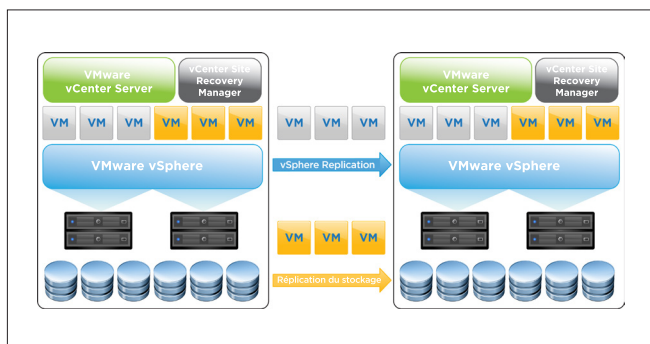 VMware
vCenter Server
vCenter Site
Recovery
Manager
VM VM VM VM VM VM
VMware vSphere
VM VM VM
vSphere Replication
VM VM VM
Réplication du stockage
VMware
vCenter Server
vCenter Site
Recovery
Manager
VM VM VM VM VM VM
VMware vSphere